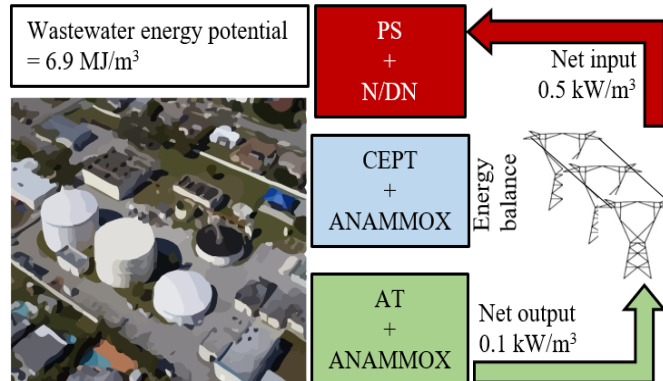 Wastewater energy potential
= 6.9 MJ/m³
PS
+
N/DN
Net input
0.5 kW/m³
CEPT
+
ANAMMOX
Energy
balance
AT
+
ANAMMOX
Net output
0.1 kW/m³